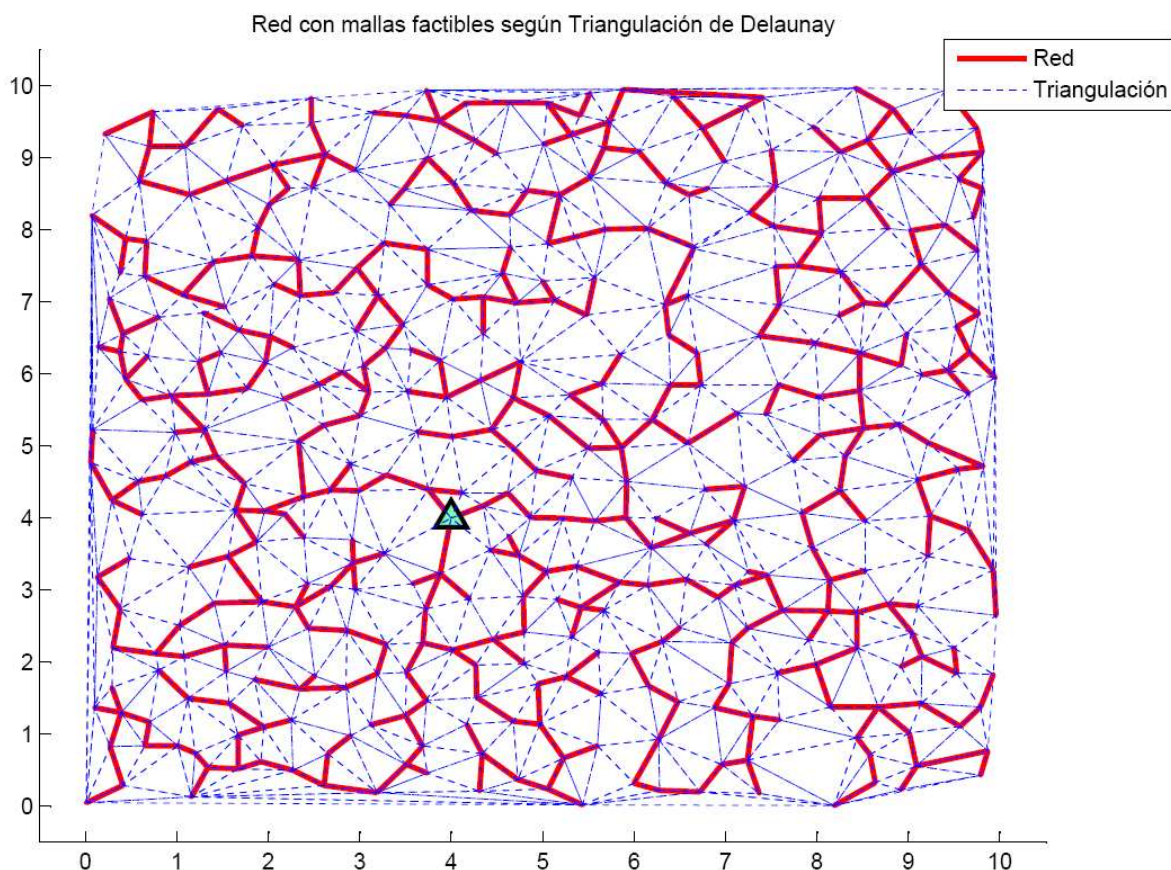 Red con mallas factibles según Triangulación de Delaunay
Red
Triangulación
10
9
8
7
6
5
4
3
2
1
0
0 1 2 3 4 5 6 7 8 9 10